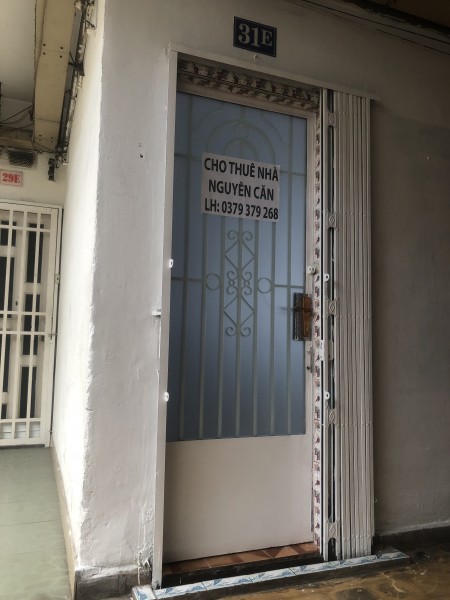 31E
CHO THUÊ NHÀ
NGUYÊN CĂN
LH: 0379 379 268
29E